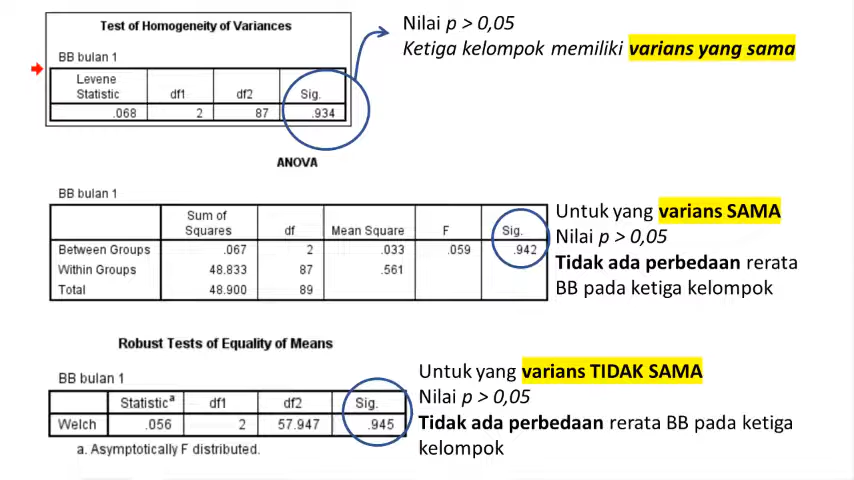 Test of Homogeneity of Variances
Nilai p > 0,05
Ketiga kelompok memiliki varians yang sama
BB bulan 1
Levene Statistic df1 df2 Sig.
.068 2 87 .934
ANOVA
BB bulan 1
Sum of Squares df Mean Square F Sig.
Between Groups .067 2 .033 .059 .942
Within Groups 48.833 87 .561
Total 48.900 89
Untuk yang varians SAMA
Nilai p > 0,05
Tidak ada perbedaan rerata
BB pada ketiga kelompok
Robust Tests of Equality of Means
BB bulan 1
Statistic^a df1 df2 Sig.
Welch .056 2 57.947 .945
a. Asymptotically F distributed.
Untuk yang varians TIDAK SAMA
Nilai p > 0,05
Tidak ada perbedaan rerata BB pada ketiga
kelompok